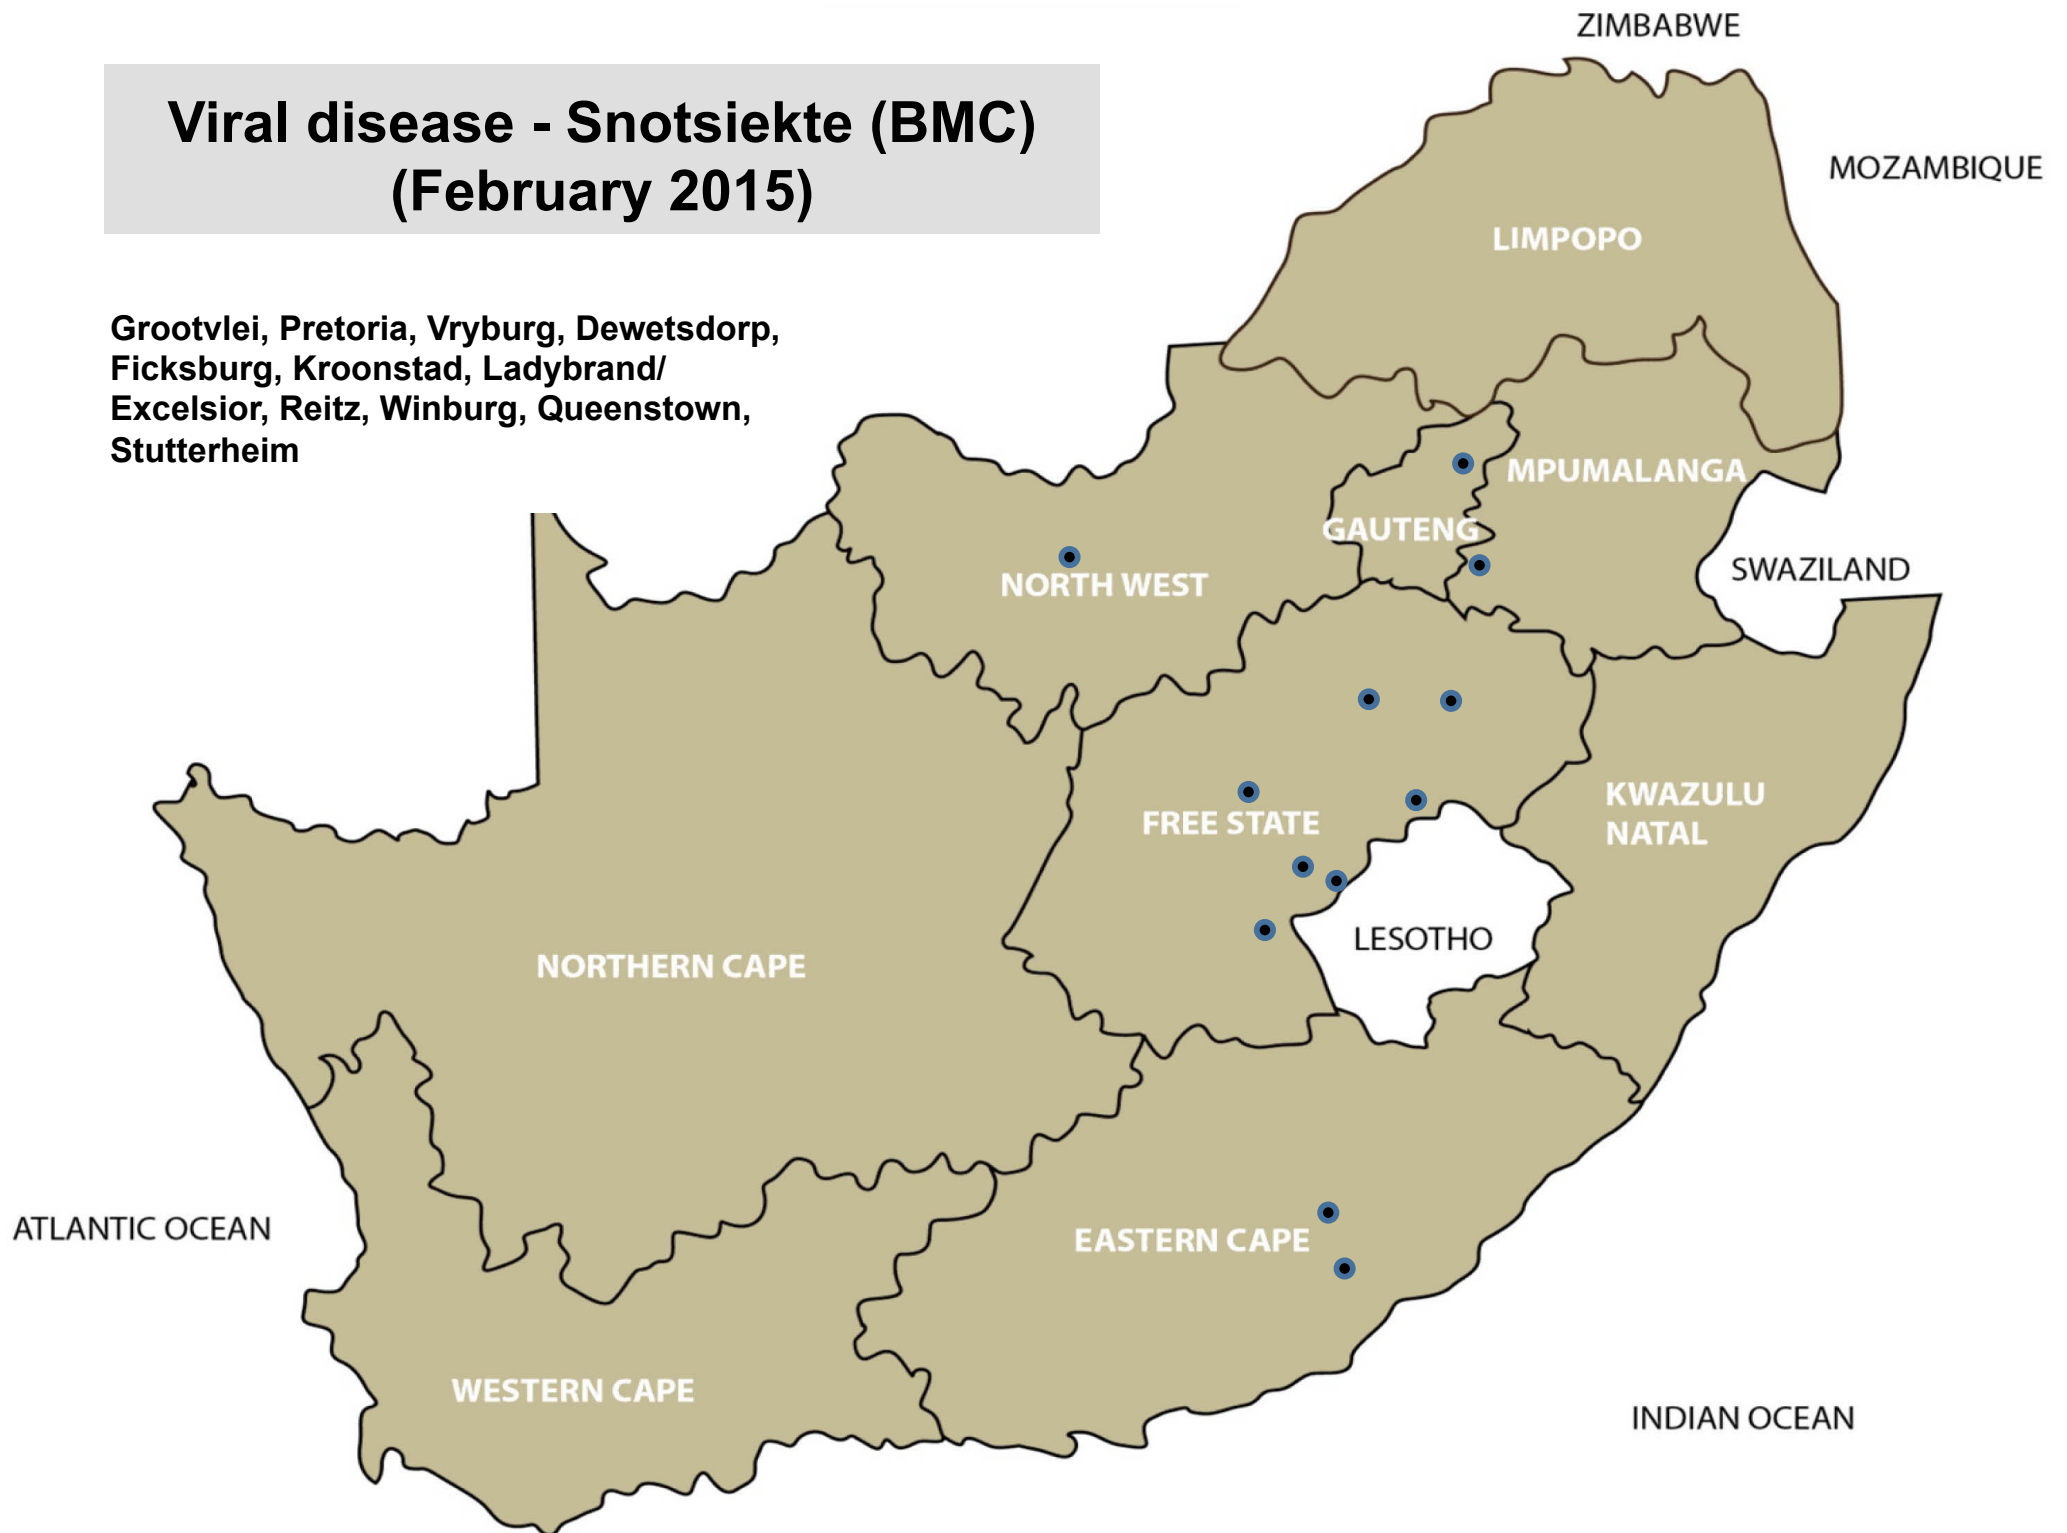 Viral disease - Snotsiekte (BMC)
(February 2015)
Grootvlei, Pretoria, Vryburg, Dewetsdorp,
Ficksburg, Kroonstad, Ladybrand/
Excelsior, Reitz, Winburg, Queenstown,
Stutterheim
ZIMBABWE
MOZAMBIQUE
LIMPOPO
MPUMALANGA
GAUTENG
SWAZILAND
NORTH WEST
KWAZULU
NATAL
FREE STATE
LESOTHO
NORTHERN CAPE
ATLANTIC OCEAN
EASTERN CAPE
WESTERN CAPE
INDIAN OCEAN